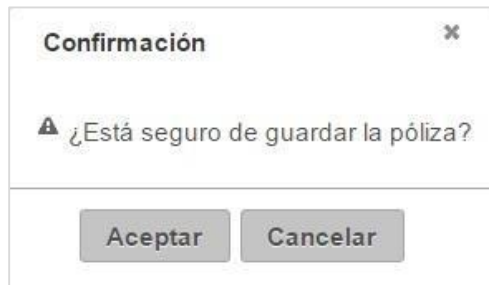 Confirmación
¿Está seguro de guardar la póliza?
Aceptar Cancelar